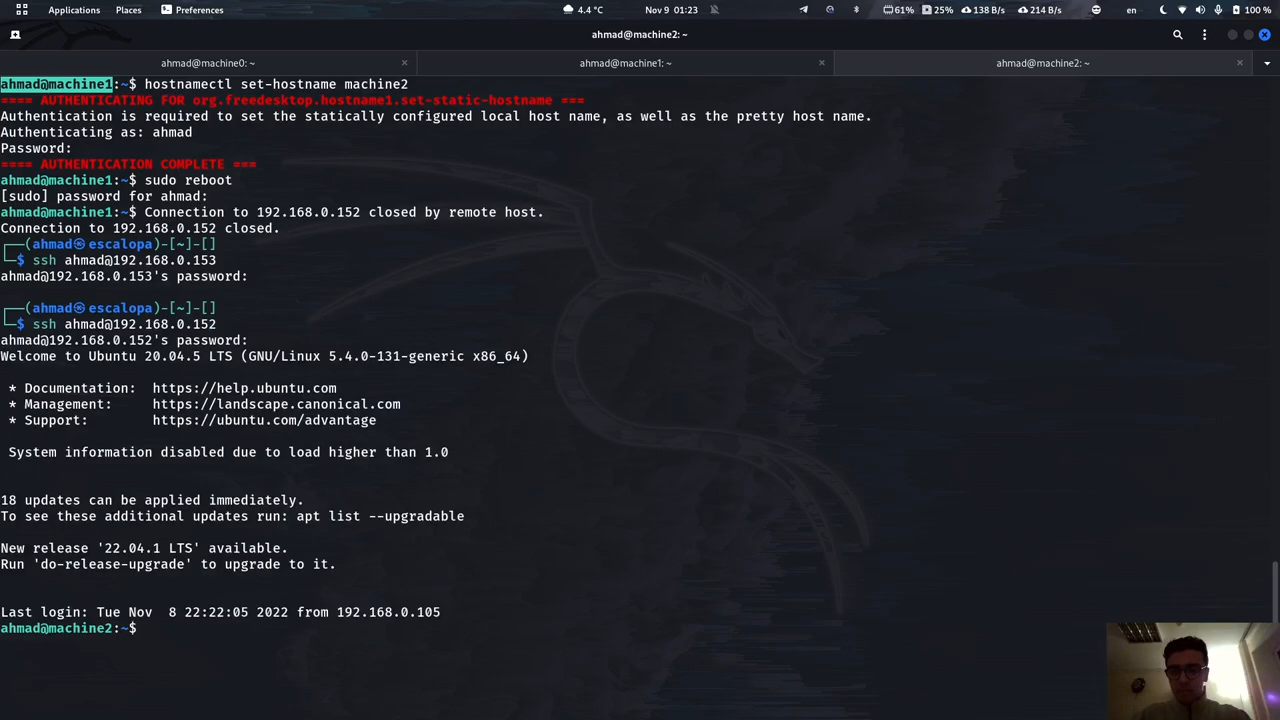 Applications Places Preferences 4.4 °C Nov 9 01:23 61% 25% 138 B/s 214 B/s en 100 %
ahmad@machine2: ~
ahmad@machine0: ~ ahmad@machine1: ~ ahmad@machine2: ~
ahmad@machine1:~$ hostnamectl set-hostname machine2
==== AUTHENTICATING FOR org.freedesktop.hostname1.set-static-hostname ===
Authentication is required to set the statically configured local host name, as well as the pretty host name.
Authenticating as: ahmad
Password:
==== AUTHENTICATION COMPLETE ===
ahmad@machine1:~$ sudo reboot
[sudo] password for ahmad:
ahmad@machine1:~$ Connection to 192.168.0.152 closed by remote host.
Connection to 192.168.0.152 closed.
┌──(ahmad㉿escalopa)-[~]-[]
└─$ ssh ahmad@192.168.0.153
ahmad@192.168.0.153's password:
┌──(ahmad㉿escalopa)-[~]-[]
└─$ ssh ahmad@192.168.0.152
ahmad@192.168.0.152's password:
Welcome to Ubuntu 20.04.5 LTS (GNU/Linux 5.4.0-131-generic x86_64)
* Documentation: https://help.ubuntu.com
* Management: https://landscape.canonical.com
* Support: https://ubuntu.com/advantage
System information disabled due to load higher than 1.0
18 updates can be applied immediately.
To see these additional updates run: apt list --upgradable
New release '22.04.1 LTS' available.
Run 'do-release-upgrade' to upgrade to it.
Last login: Tue Nov 8 22:22:05 2022 from 192.168.0.105
ahmad@machine2:~$